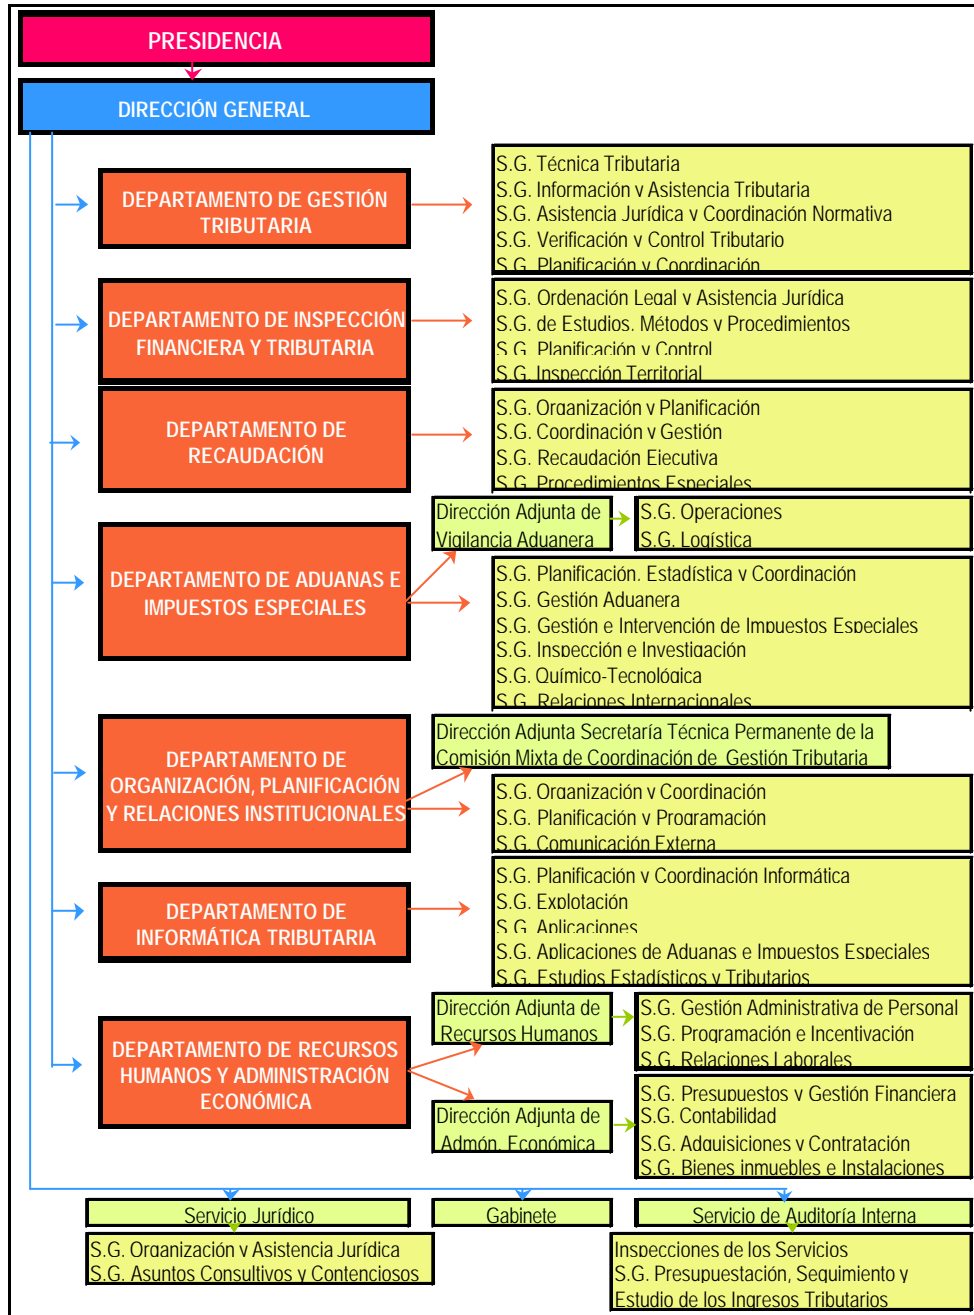 PRESIDENCIA
DIRECCIÓN GENERAL
DEPARTAMENTO DE GESTIÓN
TRIBUTARIA
S.G. Técnica Tributaria
S.G. Información y Asistencia Tributaria
S.G. Asistencia Jurídica y Coordinación Normativa
S.G. Verificación y Control Tributario
S.G. Planificación y Coordinación
DEPARTAMENTO DE INSPECCIÓN
FINANCIERA Y TRIBUTARIA
S.G. Ordenación Legal y Asistencia Jurídica
S.G. de Estudios, Métodos y Procedimientos
S.G. Planificación y Control
S.G. Inspección Territorial
DEPARTAMENTO DE
RECAUDACIÓN
S.G. Organización y Planificación
S.G. Coordinación y Gestión
S.G. Recaudación Ejecutiva
S.G. Procedimientos Especiales
DEPARTAMENTO DE ADUANAS E
IMPUESTOS ESPECIALES
Dirección Adjunta de
Vigilancia Aduanera
S.G. Operaciones
S.G. Logística
S.G. Planificación, Estadística y Coordinación
S.G. Gestión Aduanera
S.G. Gestión e Intervención de Impuestos Especiales
S.G. Inspección e Investigación
S.G. Químico-Tecnológica
S.G. Relaciones Internacionales
DEPARTAMENTO DE
ORGANIZACIÓN, PLANIFICACIÓN
Y RELACIONES INSTITUCIONALES
Dirección Adjunta Secretaría Técnica Permanente de la
Comisión Mixta de Coordinación de Gestión Tributaria
S.G. Organización y Coordinación
S.G. Planificación y Programación
S.G. Comunicación Externa
DEPARTAMENTO DE
INFORMÁTICA TRIBUTARIA
S.G. Planificación y Coordinación Informática
S.G. Explotación
S.G. Aplicaciones
S.G. Aplicaciones de Aduanas e Impuestos Especiales
S.G. Estudios Estadísticos y Tributarios
DEPARTAMENTO DE RECURSOS
HUMANOS Y ADMINISTRACIÓN
ECONÓMICA
Dirección Adjunta de
Recursos Humanos
S.G. Gestión Administrativa de Personal
S.G. Programación e Incentivación
S.G. Relaciones Laborales
Dirección Adjunta de
Admón. Económica
S.G. Presupuestos y Gestión Financiera
S.G. Contabilidad
S.G. Adquisiciones y Contratación
S.G. Bienes inmuebles e Instalaciones
Servicio Jurídico
S.G. Organización y Asistencia Jurídica
S.G. Asuntos Consultivos y Contenciosos
Gabinete
Servicio de Auditoría Interna
Inspecciones de los Servicios
S.G. Presupuestación, Seguimiento y
Estudio de los Ingresos Tributarios